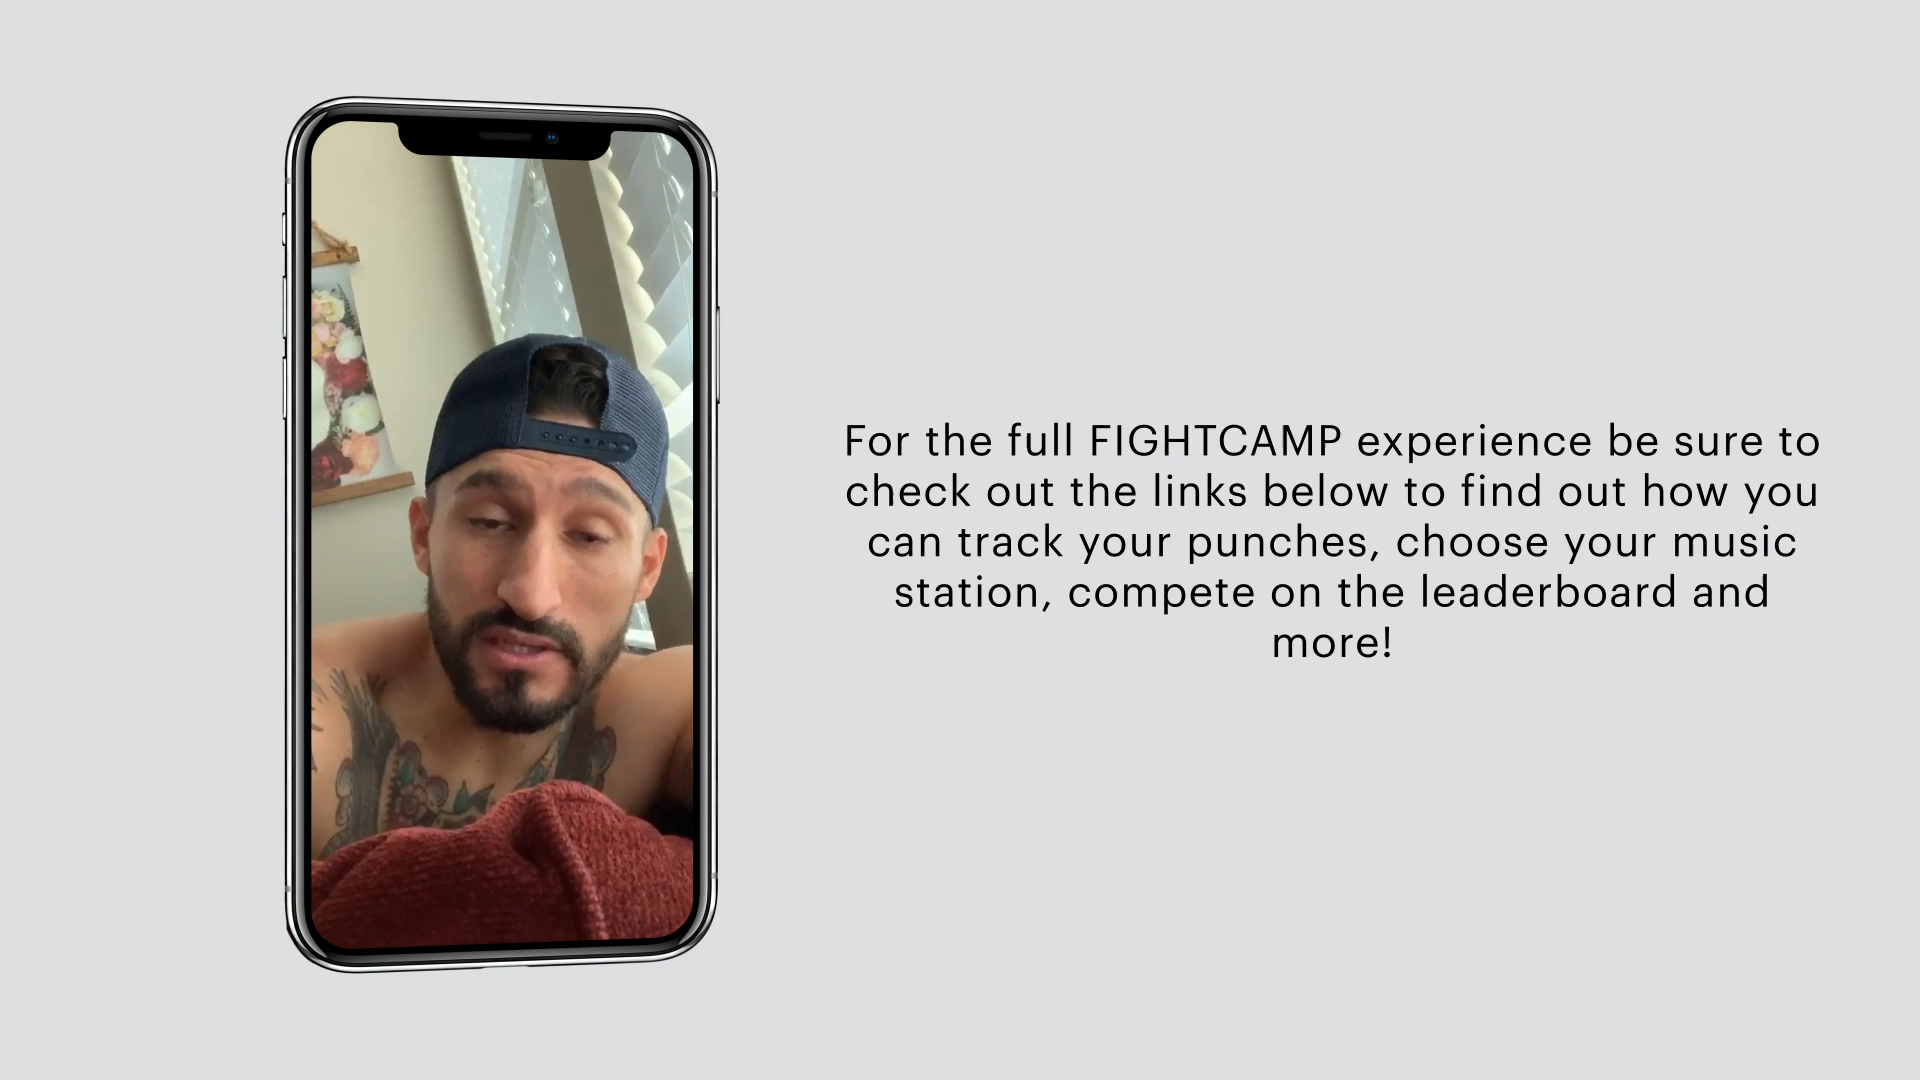 For the full FIGHTCAMP experience be sure to
check out the links below to find out how you
can track your punches, choose your music
station, compete on the leaderboard and
more!